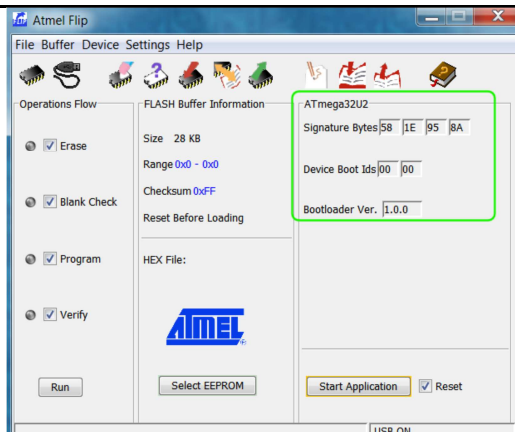 Atmel Flip
File Buffer Device Settings Help
Operations Flow
Erase
Blank Check
Program
Verify
Run
FLASH Buffer Information
Size 28 KB
Range 0x0 - 0x0
Checksum 0xFF
Reset Before Loading
HEX File:
ATMEL
Select EEPROM
ATmega32U2
Signature Bytes 58 1E 95 8A
Device Boot Ids 00 00
Bootloader Ver. 1.0.0
Start Application Reset
USB ON